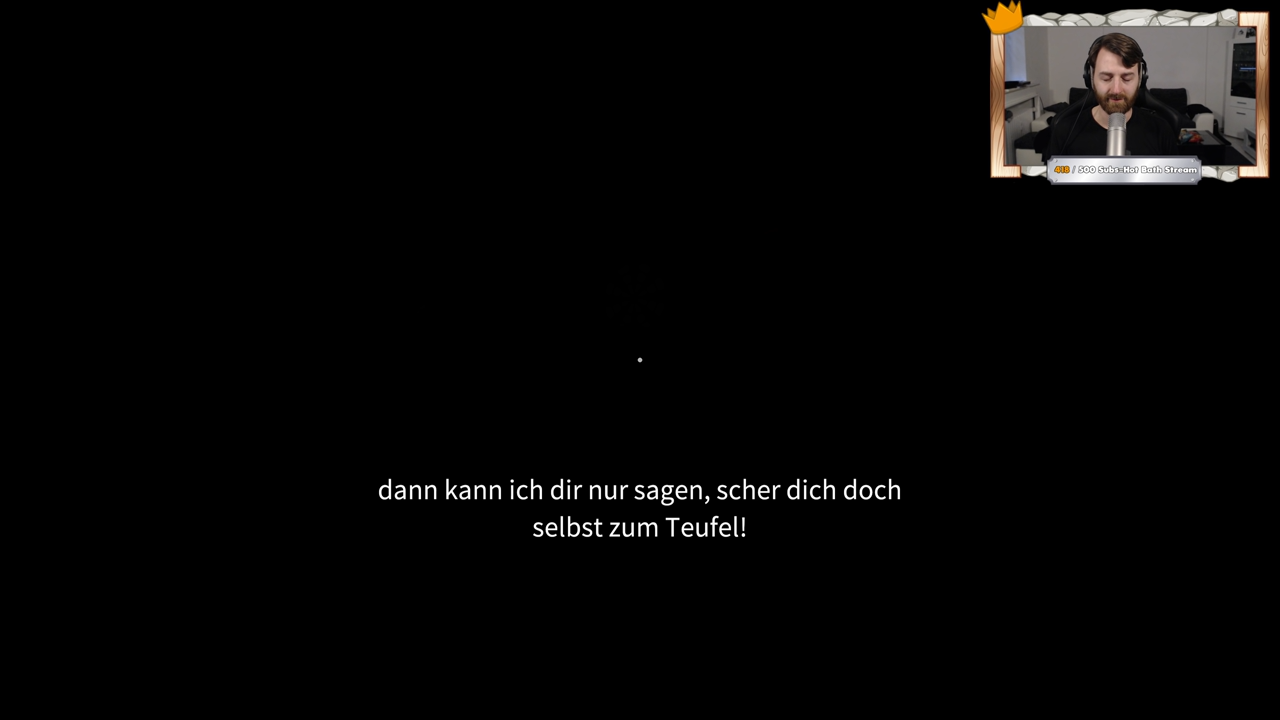 418 / 500 Subs-Hot Bath Stream
dann kann ich dir nur sagen, scher dich doch
selbst zum Teufel!